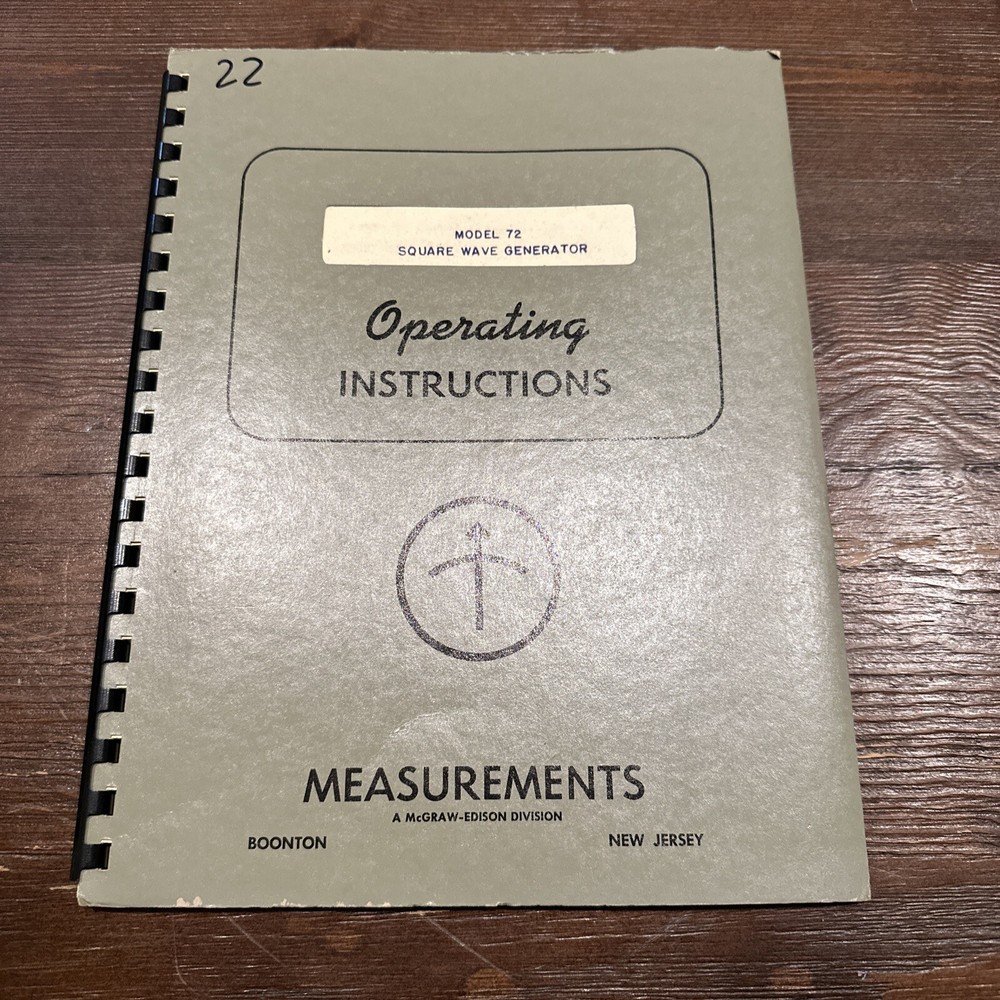 22
MODEL 72
SQUARE WAVE GENERATOR
Operating
INSTRUCTIONS
MEASUREMENTS
A McGRAW-EDISON DIVISION
BOONTON NEW JERSEY